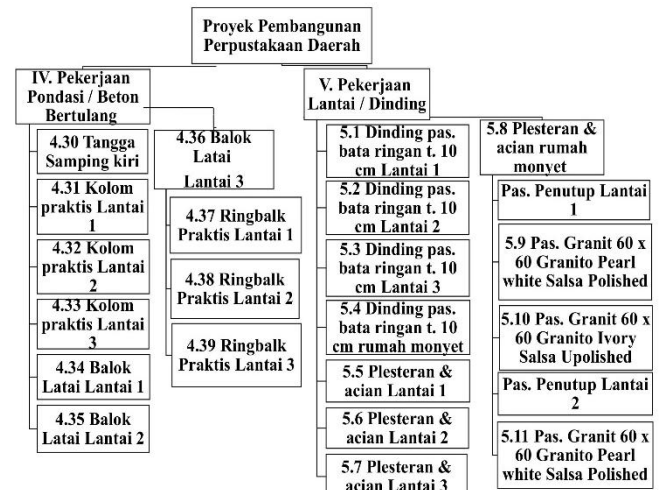 Proyek Pembangunan
Perpustakaan Daerah
IV. Pekerjaan
Pondasi / Beton
Bertulang
4.30 Tangga
Samping kiri
4.31 Kolom
praktis Lantai
1
4.32 Kolom
praktis Lantai
2
4.33 Kolom
praktis Lantai
3
4.34 Balok
Latai Lantai 1
4.35 Balok
Latai Lantai 2
4.36 Balok
Latai
Lantai 3
4.37 Ringbalk
Praktis Lantai 1
4.38 Ringbalk
Praktis Lantai 2
4.39 Ringbalk
Praktis Lantai 3
V. Pekerjaan
Lantai / Dinding
5.1 Dinding pas.
bata ringan t. 10
cm Lantai 1
5.2 Dinding pas.
bata ringan t. 10
cm Lantai 2
5.3 Dinding pas.
bata ringan t. 10
cm Lantai 3
5.4 Dinding pas.
bata ringan t. 10
cm rumah monyet
5.5 Plesteran &
acian Lantai 1
5.6 Plesteran &
acian Lantai 2
5.7 Plesteran &
acian Lantai 3
5.8 Plesteran &
acian rumah
monyet
Pas. Penutup Lantai
1
5.9 Pas. Granit 60 x
60 Granito Pearl
white Salsa Polished
5.10 Pas. Granit 60 x
60 Granito Ivory
Salsa Upolished
Pas. Penutup Lantai
2
5.11 Pas. Granit 60 x
60 Granito Pearl
white Salsa Polished